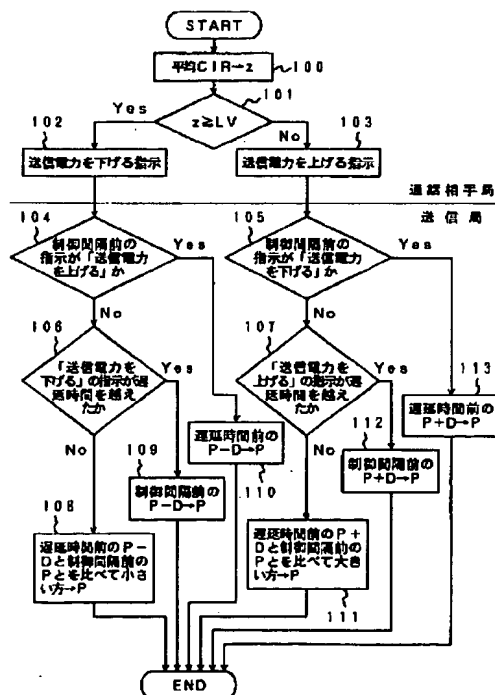 START
平均CIR→z
100
101
z≧LV
Yes
No
102
103
送信電力を下げる指示
送信電力を上げる指示
通話相手局
送信局
104
105
制御間隔前の
指示が「送信電力
を上げる」か
Yes
No
制御間隔前の
指示が「送信電力を
下げる」か
Yes
No
106
107
「送信電力を
下げる」の指示が遅
延時間を越え
たか
Yes
No
「送信電力を
上げる」の指示が遅
延時間を越え
たか
Yes
No
113
遅延時間前の
P+D→P
112
遅延時間前の
P−D→P
110
制御間隔前の
P+D→P
109
制御間隔前の
P−D→P
108
遅延時間前のP−
Dと制御間隔前の
Pとを比べて小さ
い方→P
遅延時間前のP+
Dと制御間隔前の
Pとを比べて大き
い方→P
111
END